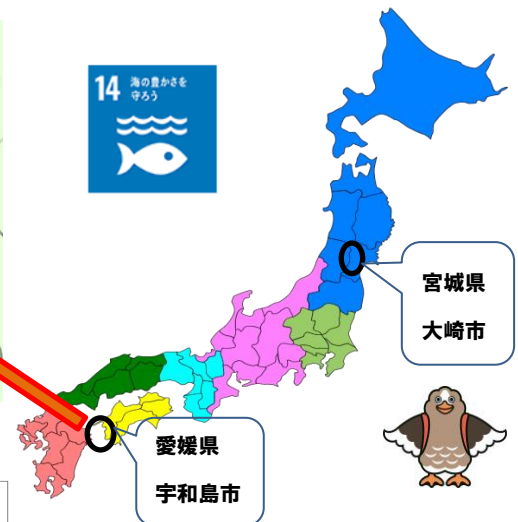 14 海の豊かさを
守ろう
宮城県
大崎市
愛媛県
宇和島市